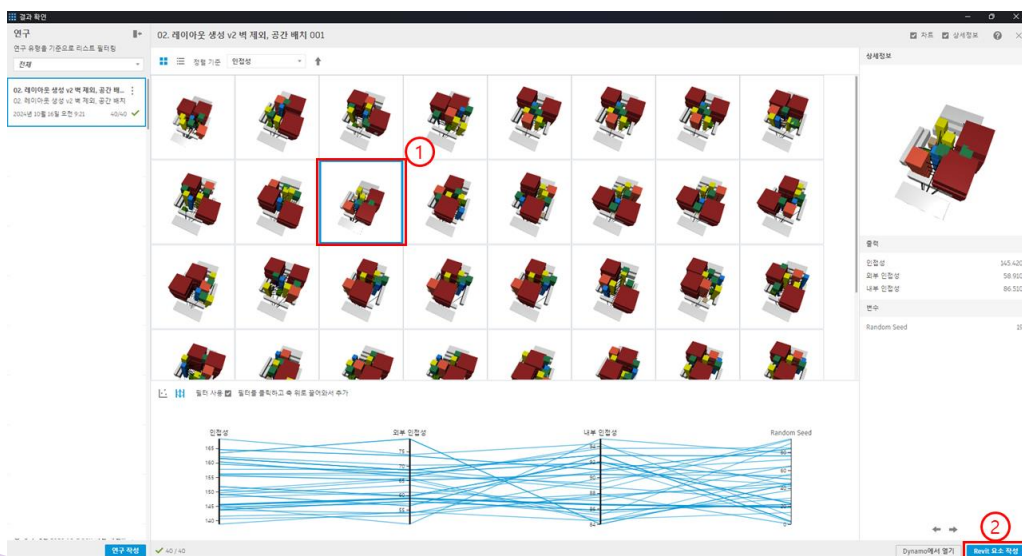 결과 확인
연구
연구 유형을 기준으로 리스트 필터링
전체
02. 레이아웃 생성 v2 벽 제외, 공간 배...
02. 레이아웃 생성 v2 벽 제외, 공간 배치
2024년 10월 16일 오전 9:21 40/40
연구 작성
02. 레이아웃 생성 v2 벽 제외, 공간 배치 001
차트 상세정보
정렬 기준 인접성
1
필터 사용 필터를 클릭하고 축 위로 끌어와서 추가
인접성 외부 인접성 내부 인접성 Random Seed
165
160
155
150
145
140
75
70
65
60
55
94
84
80
60
40
20
0
40 / 40
상세정보
출력
인접성 145.420
외부 인접성 58.910
내부 인접성 86.510
변수
Random Seed
2
Dynamo에서 열기
Revit 요소 작성